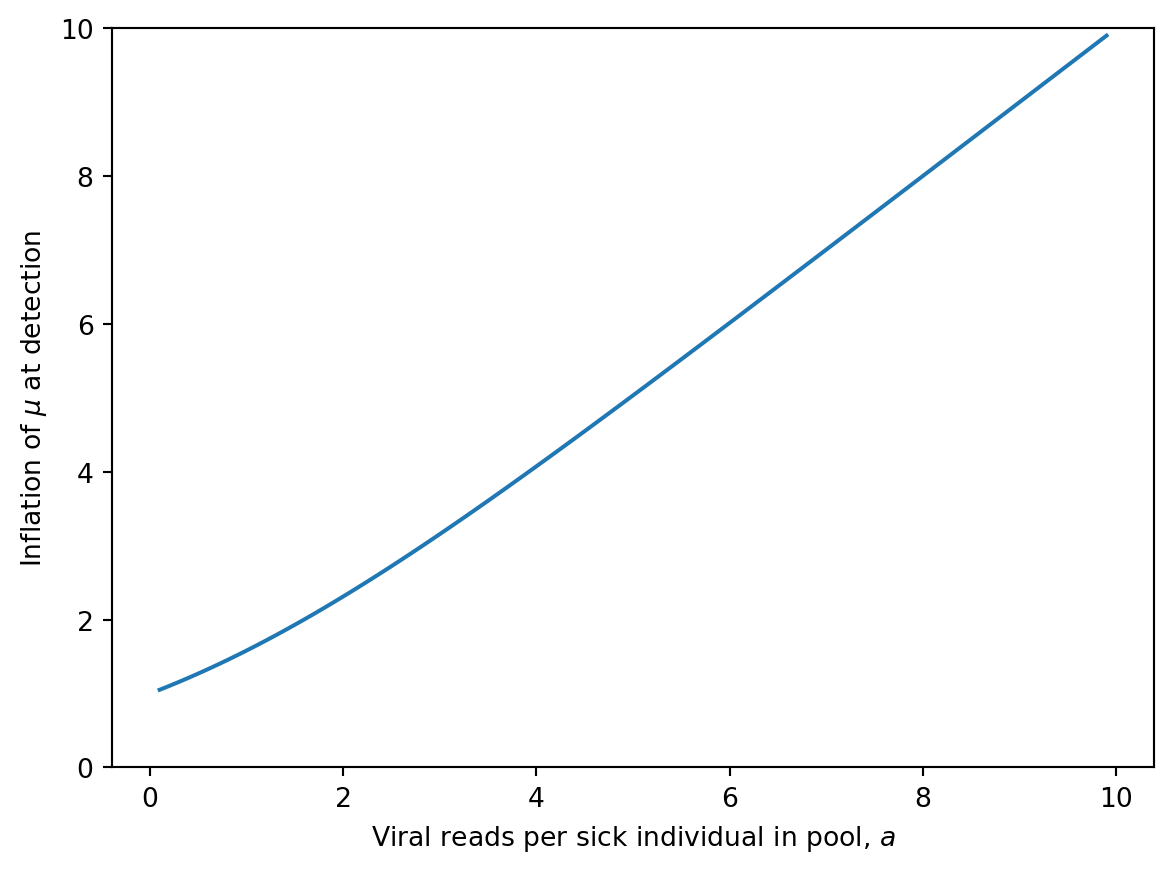 10
8
6
4
2
0
Inflation of μ at detection
0 2 4 6 8 10
Viral reads per sick individual in pool, a